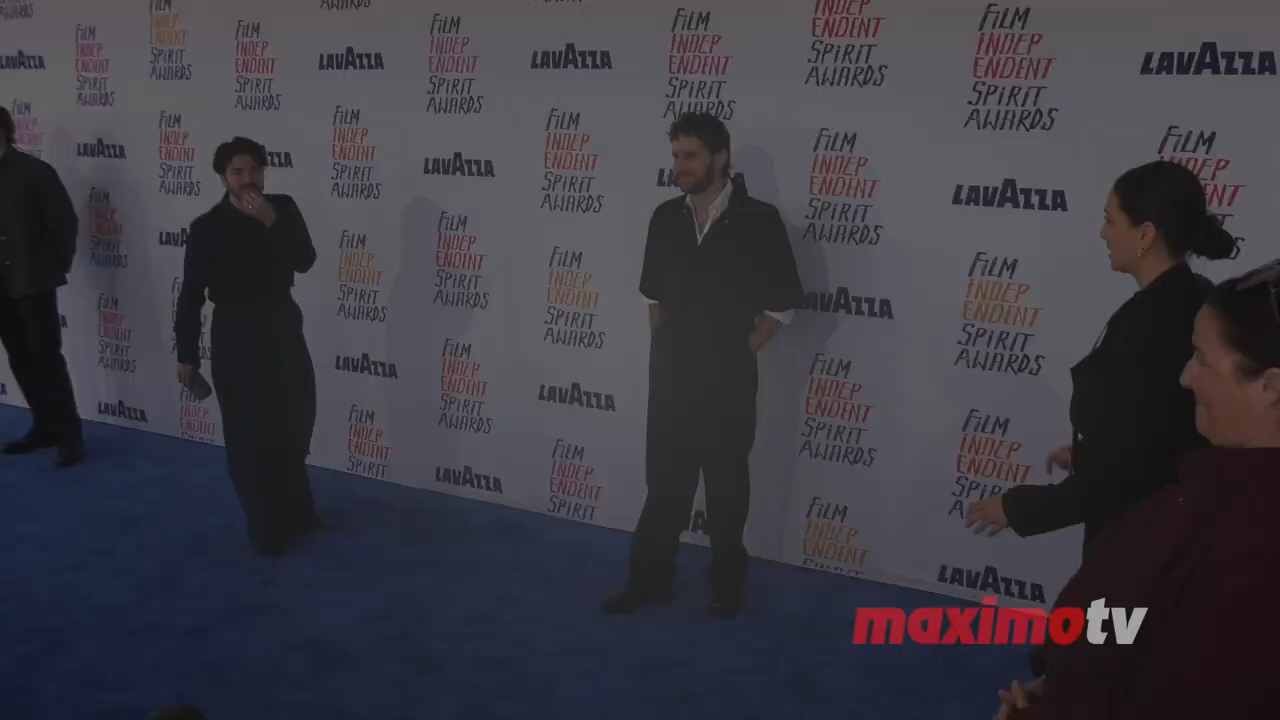 FILM
INDEP
ENDENT
SPIRIT
AWARDS
LAVAZZA
maximotv